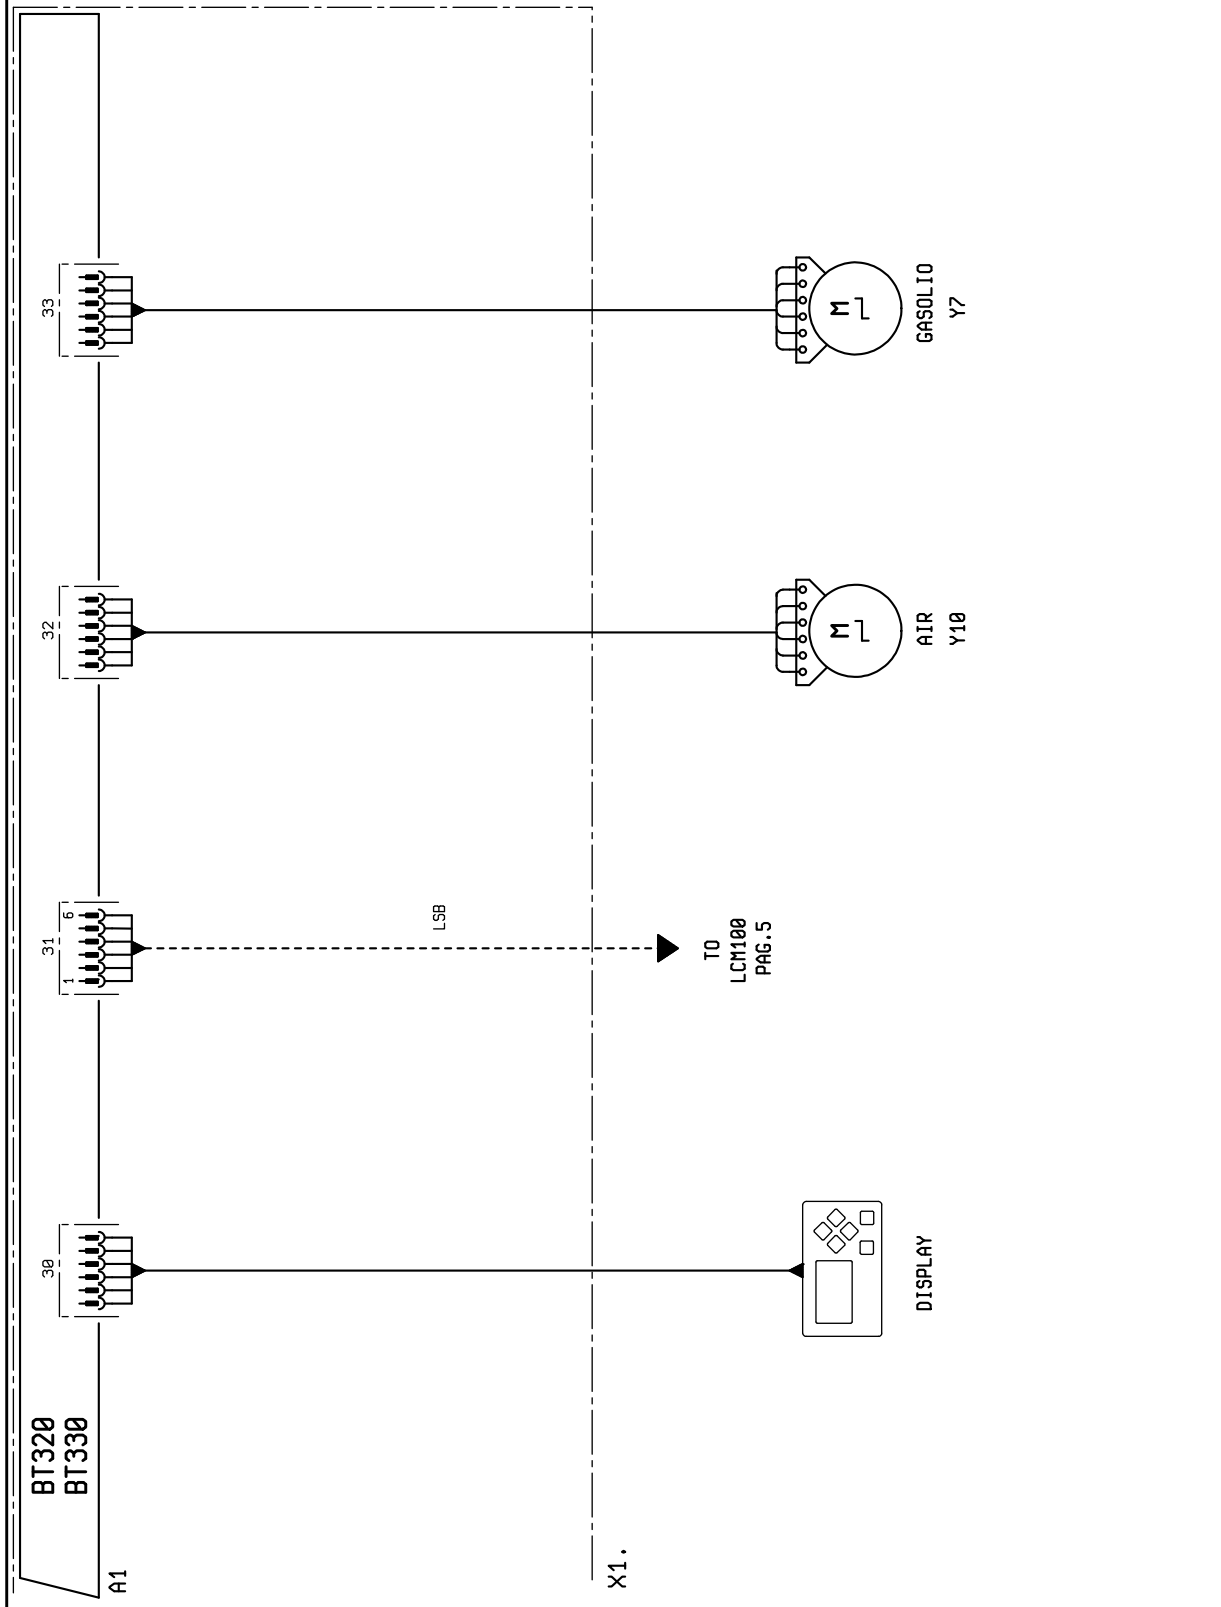 BT320
BT330
A1
30
31
1
6
32
33
LSB
X1.
TO
LCM100
PAG.5
DISPLAY
M
AIR
Y10
M
GASOLIO
Y7